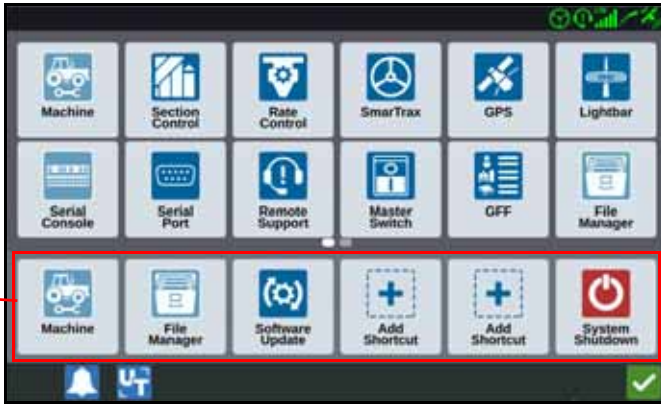 Machine
Section
Control
Rate
Control
SmarTrax
GPS
Lightbar
Serial
Console
Serial
Port
Remote
Support
Master
Switch
GFF
File
Manager
Machine
File
Manager
Software
Update
Add
Shortcut
Add
Shortcut
System
Shutdown
UT